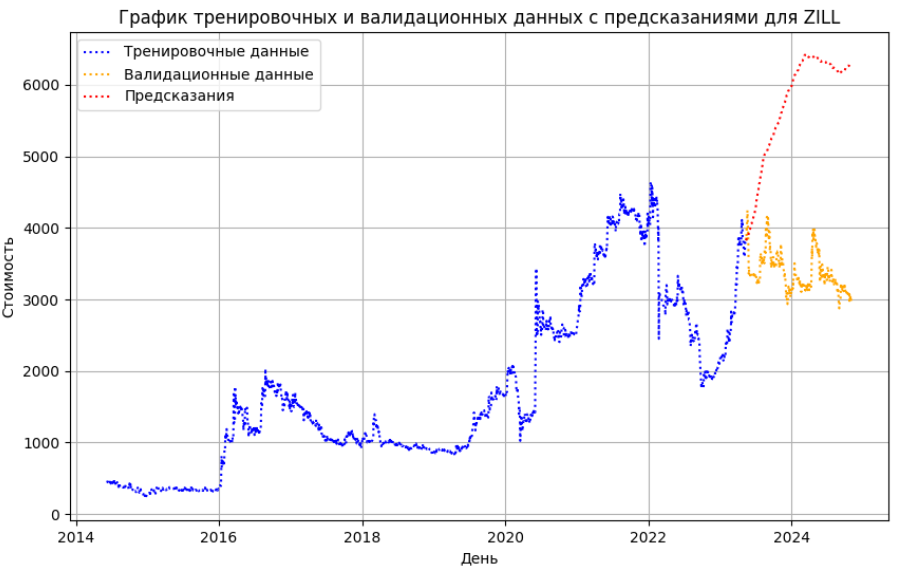 График тренировочных и валидационных данных с предсказаниями для ZILL
Тренировочные данные
Валидационные данные
Предсказания
6000
5000
4000
3000
2000
1000
0
Стоимость
2014 2016 2018 2020 2022 2024
День